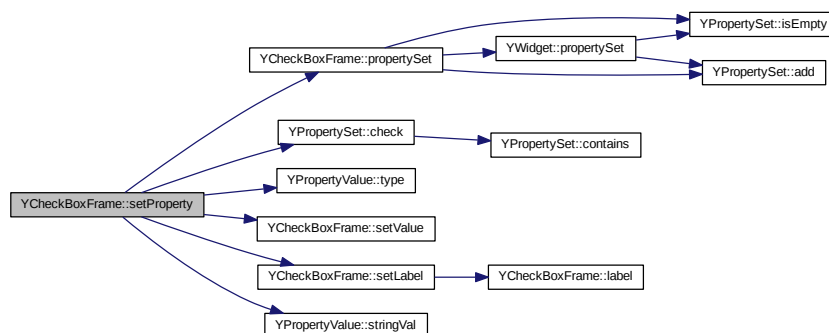 YPropertySet::isEmpty
YCheckBoxFrame::propertySet
YWidget::propertySet
YPropertySet::add
YPropertySet::check
YPropertySet::contains
YPropertyValue::type
YCheckBoxFrame::setProperty
YCheckBoxFrame::setValue
YCheckBoxFrame::setLabel
YCheckBoxFrame::label
YPropertyValue::stringVal